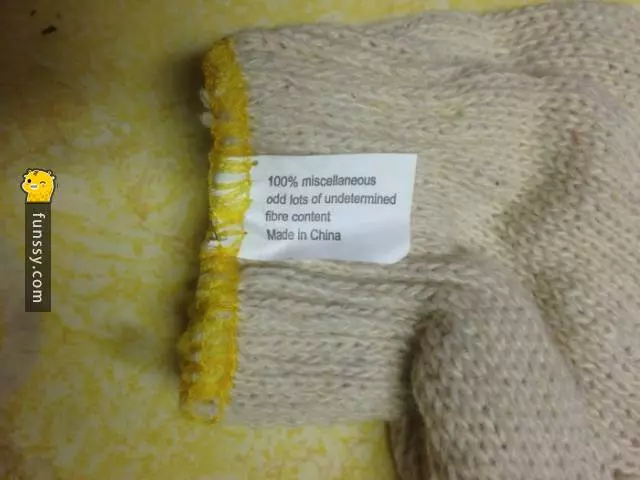 100% miscellaneous
odd lots of undetermined
fibre content
Made in China
funssy.com